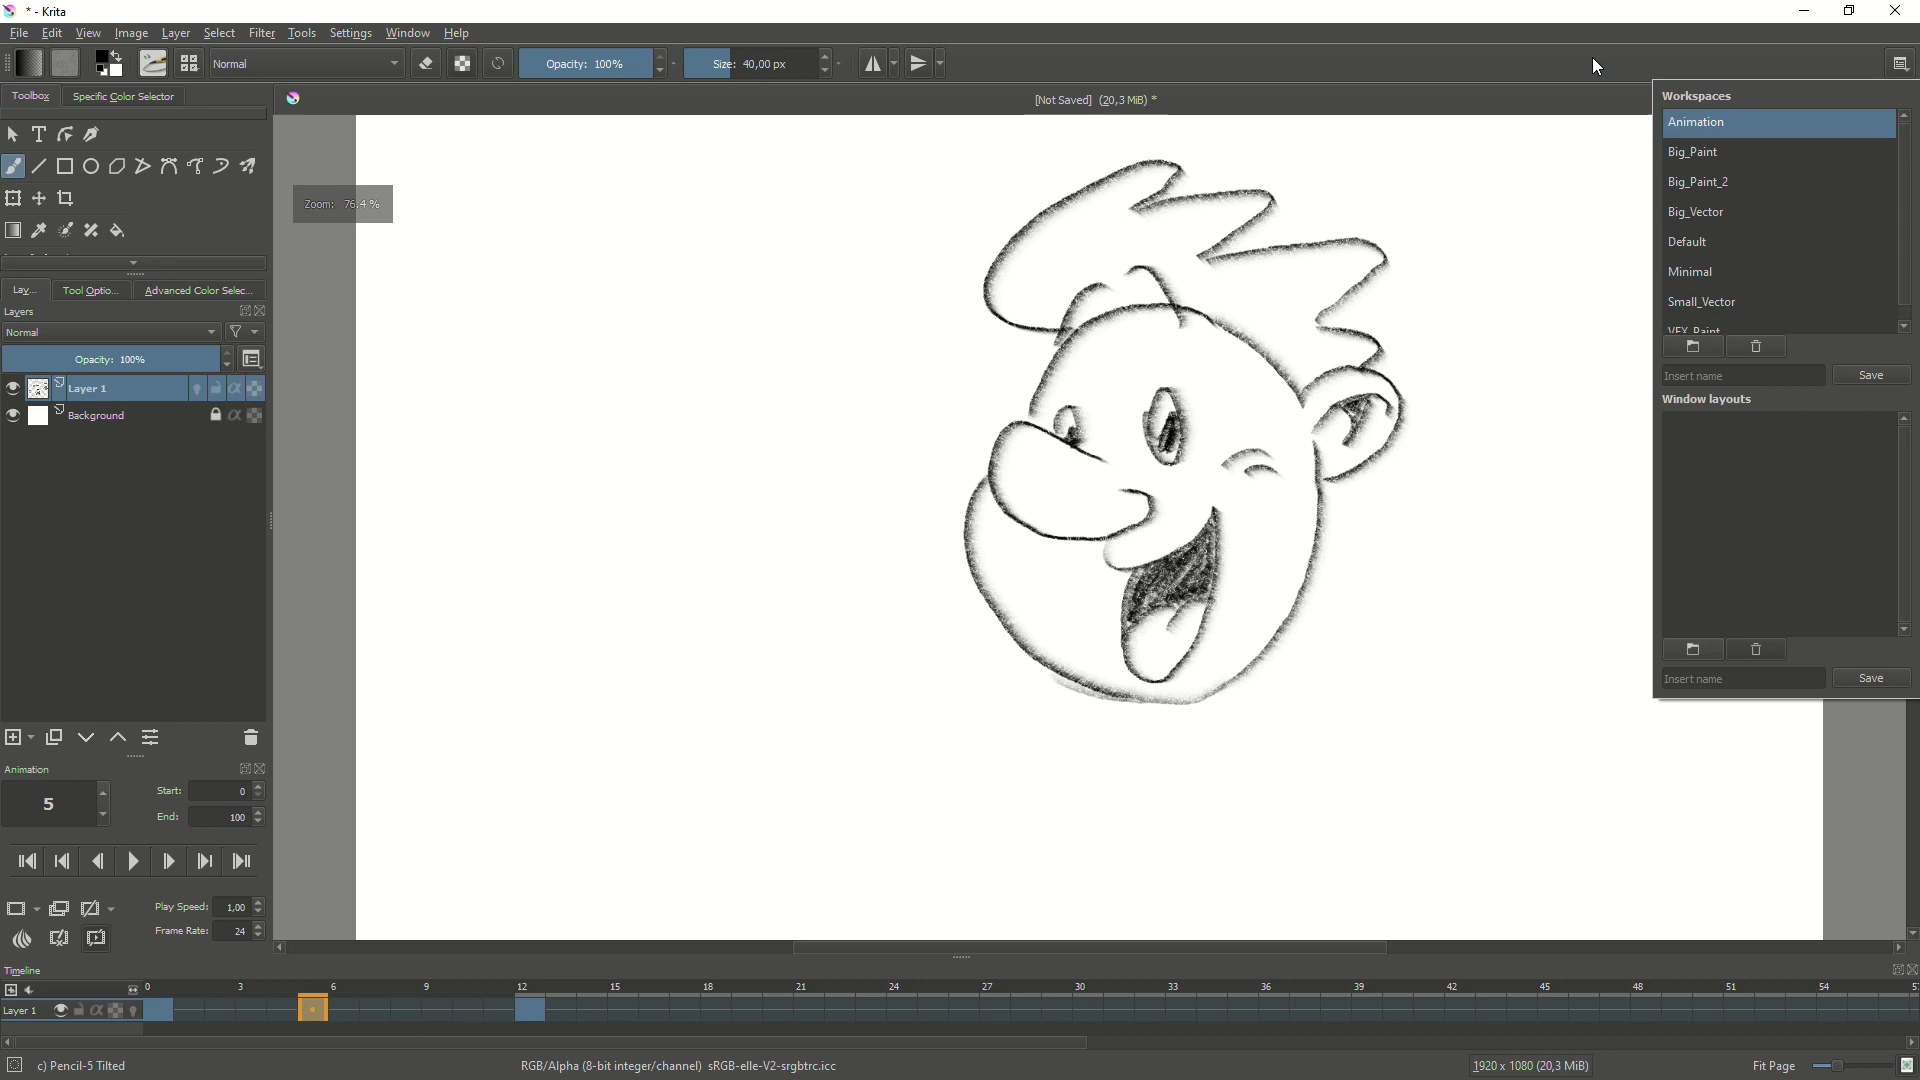 * - Krita
File Edit View Image Layer Select Filter Tools Settings Window Help
Normal Opacity: 100% Size: 40,00 px
Toolbox Specific Color Selector
[Not Saved] (20,3 MiB) *
Workspaces
Animation
Big_Paint
Big_Paint_2
Big_Vector
Default
Minimal
Small_Vector
VFX_Paint
Insert name Save
Window layouts
Insert name Save
Zoom: 76,4 %
Lay... Tool Optio... Advanced Color Selec...
Layers
Normal
Opacity: 100%
Layer 1
Background
Animation
5 Start: 0
End: 100
Play Speed: 1,00
Frame Rate: 24
Timeline
0 3 6 9 12 15 18 21 24 27 30 33 36 39 42 45 48 51 54
Layer 1
c) Pencil-5 Tilted RGB/Alpha (8-bit integer/channel) sRGB-elle-V2-srgbtrc.icc 1920 x 1080 (20,3 MiB) Fit Page